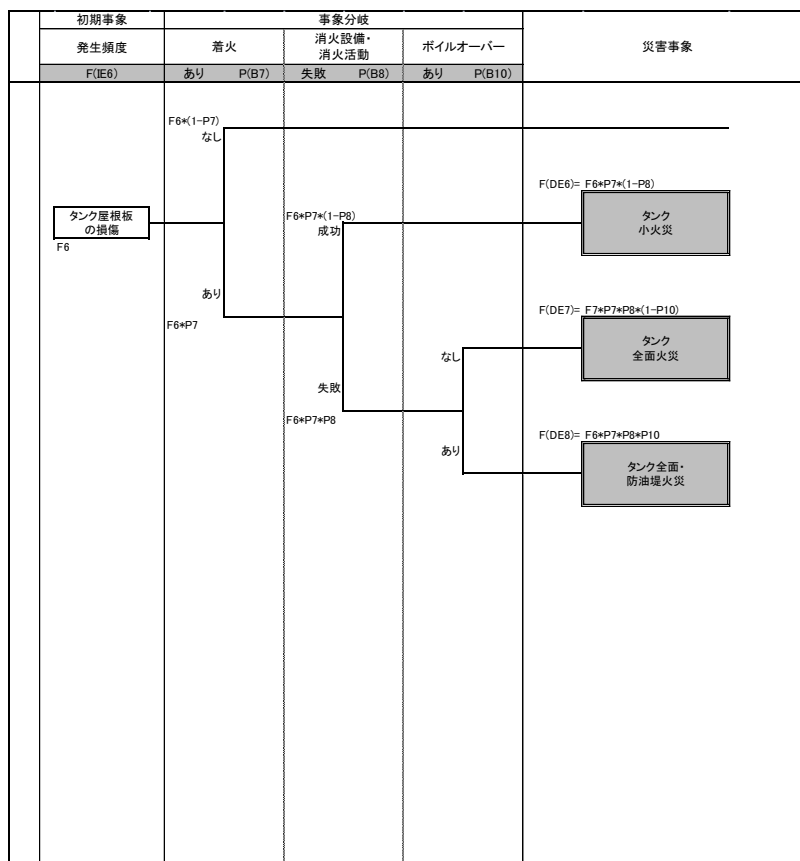 初期事象
事象分岐
発生頻度
着火
消火設備・
消火活動
ボイルオーバー
災害事象
F(IE6)
あり P(B7)
失敗 P(B8)
あり P(B10)
F6*(1-P7)
なし
F(DE6)= F6*P7*(1-P8)
タンク屋根板
の損傷
F6
F6*P7*(1-P8)
成功
タンク
小火災
あり
F6*P7
F(DE7)= F7*P7*P8*(1-P10)
なし
タンク
全面火災
失敗
F6*P7*P8
F(DE8)= F6*P7*P8*P10
あり
タンク全面・
防油堤火災